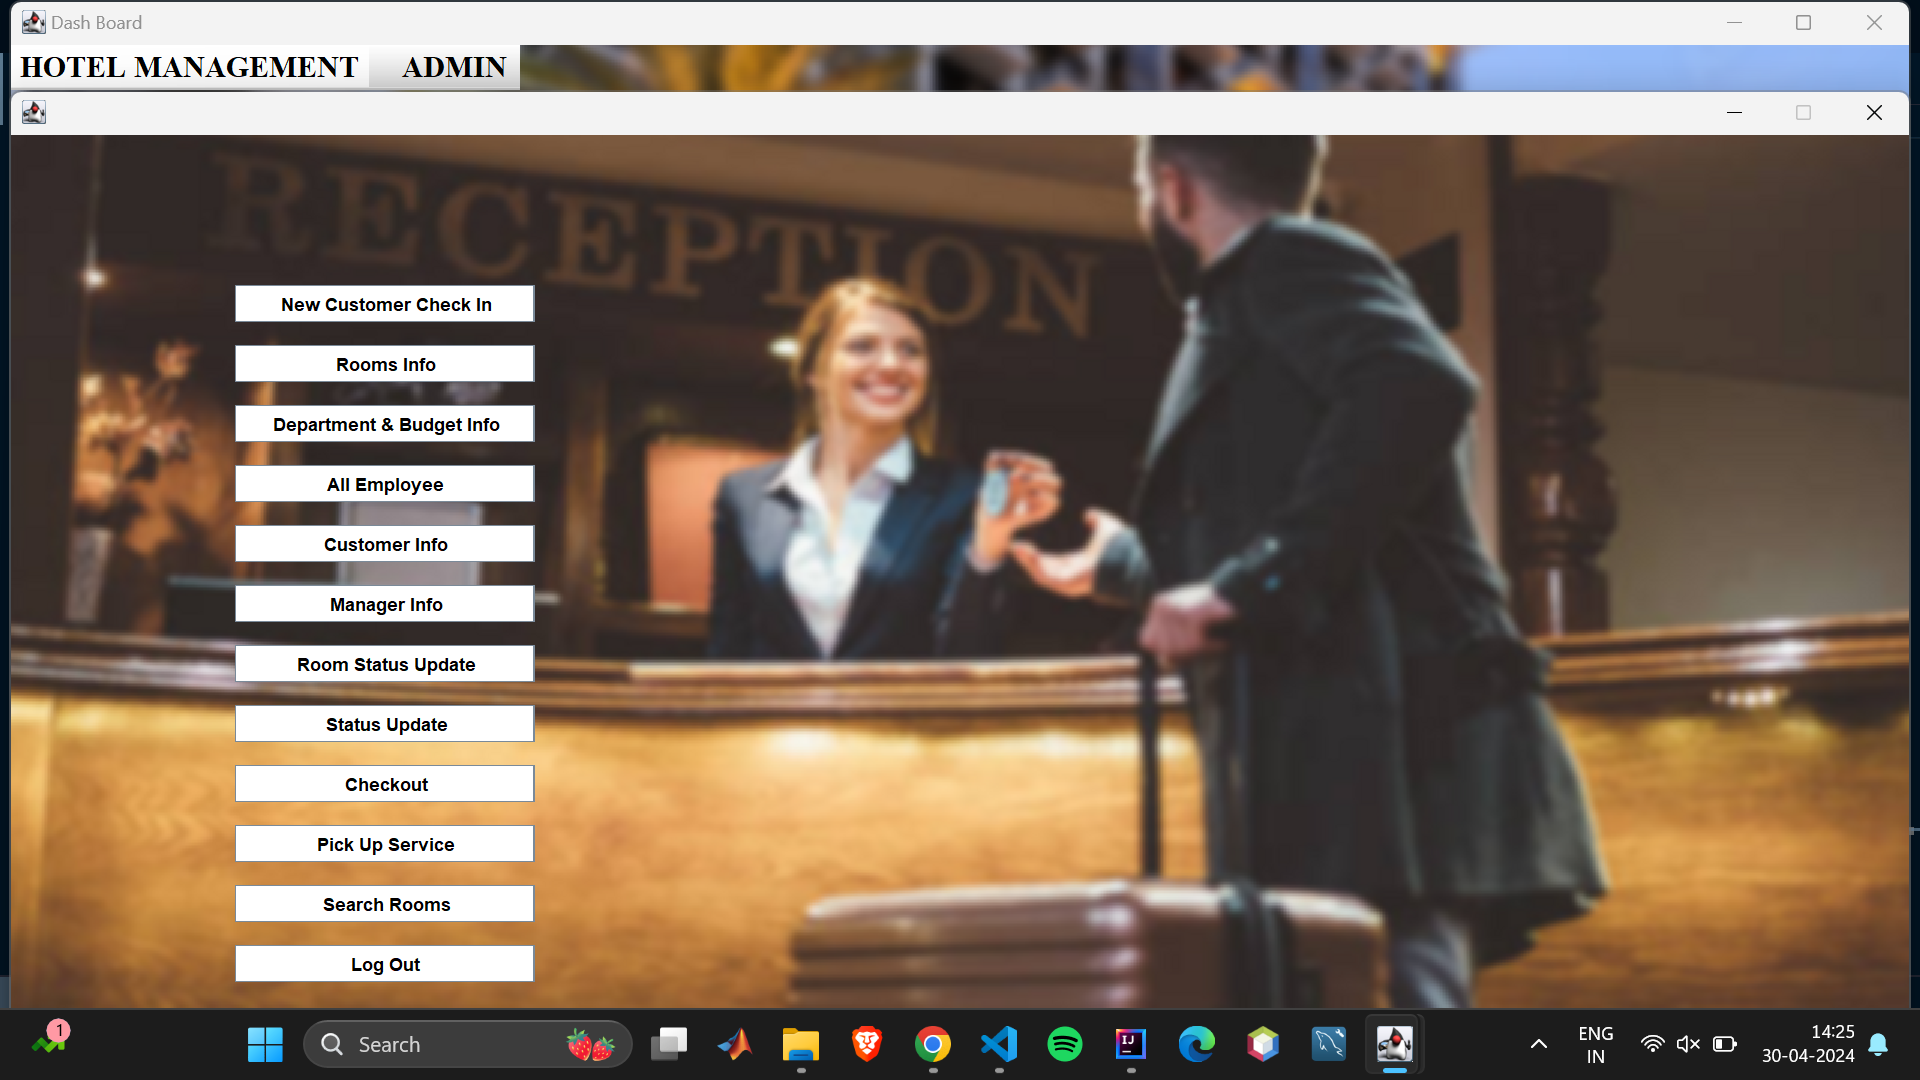 Dash Board
HOTEL MANAGEMENT ADMIN
RECEPTION
New Customer Check In
Rooms Info
Department & Budget Info
All Employee
Customer Info
Manager Info
Room Status Update
Status Update
Checkout
Pick Up Service
Search Rooms
Log Out
1
Search
IJ
ENG
IN
14:25
30-04-2024